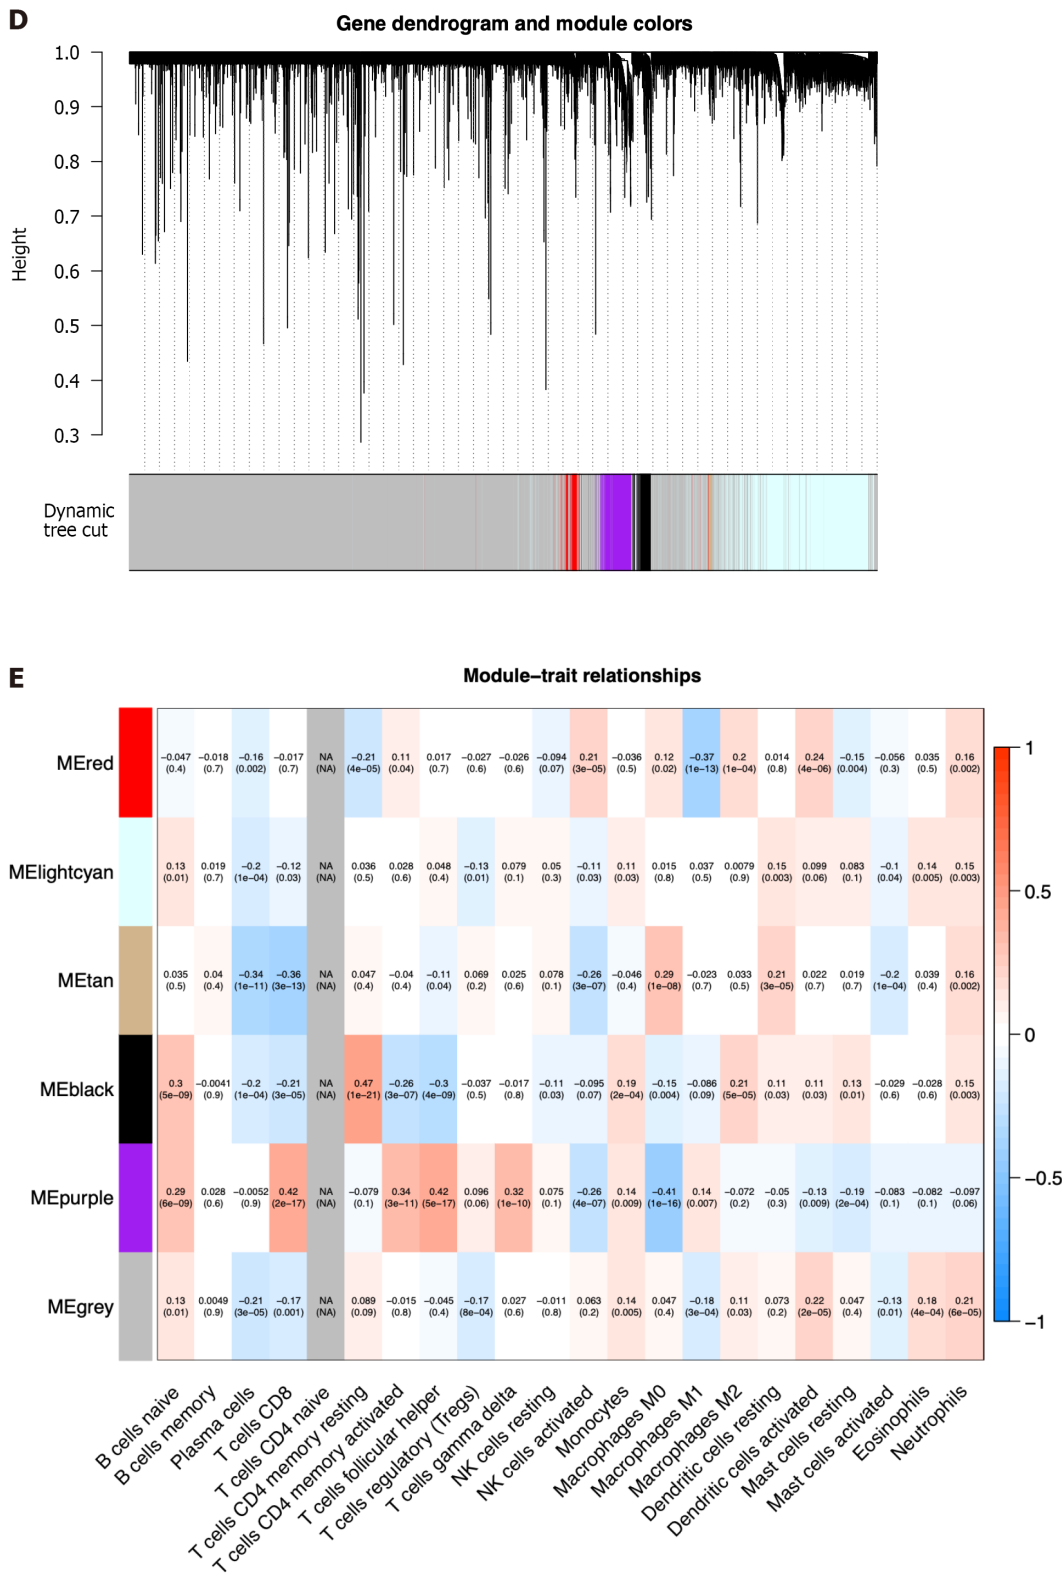 D
Gene dendrogram and module colors
1.0
0.9
0.8
0.7
0.6
0.5
0.4
0.3
Height
Dynamic
tree cut
E
Module–trait relationships
MEred
−0.047 −0.018 −0.16 −0.017 NA −0.21 0.11 0.017 −0.027 −0.026 −0.094 0.21 −0.036 0.12 −0.37 0.2 0.014 0.24 −0.15 −0.056 0.035 0.16
(0.4) (0.7) (0.002) (0.7) (NA) (4e−05) (0.04) (0.7) (0.6) (0.6) (0.07) (3e−05) (0.5) (0.02) (1e−13) (1e−04) (0.8) (4e−06) (0.004) (0.3) (0.5) (0.002)
MElightcyan
0.13 0.019 −0.2 −0.12 NA 0.036 0.028 0.048 −0.13 0.079 0.05 −0.11 0.11 0.015 0.037 0.0079 0.15 0.099 0.083 −0.1 0.14 0.15
(0.01) (0.7) (1e−04) (0.03) (NA) (0.5) (0.6) (0.4) (0.01) (0.1) (0.3) (0.03) (0.03) (0.8) (0.5) (0.9) (0.003) (0.06) (0.1) (0.04) (0.005) (0.003)
MEtan
0.035 0.04 −0.34 −0.36 NA 0.047 −0.04 −0.11 0.069 0.025 0.078 −0.26 −0.046 0.29 −0.023 0.033 0.21 0.022 0.019 −0.2 0.039 0.16
(0.5) (0.4) (1e−11) (3e−13) (NA) (0.4) (0.4) (0.04) (0.2) (0.6) (0.1) (3e−07) (0.4) (1e−08) (0.7) (0.5) (3e−05) (0.7) (0.7) (1e−04) (0.4) (0.002)
MEblack
0.3 −0.0041 −0.2 −0.21 NA 0.47 −0.26 −0.3 −0.037 −0.017 −0.11 −0.095 0.19 −0.15 −0.086 0.21 0.11 0.11 0.13 −0.029 −0.028 0.15
(5e−09) (0.9) (1e−04) (3e−05) (NA) (1e−21) (3e−07) (4e−09) (0.5) (0.8) (0.03) (0.07) (2e−04) (0.004) (0.09) (5e−05) (0.03) (0.03) (0.01) (0.6) (0.6) (0.003)
MEpurple
0.29 0.028 −0.0052 0.42 NA −0.079 0.34 0.42 0.096 0.32 0.075 −0.26 0.14 −0.41 0.14 −0.072 −0.05 −0.13 −0.19 −0.083 −0.082 −0.097
(6e−09) (0.6) (0.9) (2e−17) (NA) (0.1) (3e−11) (5e−17) (0.06) (1e−10) (0.1) (4e−07) (0.009) (1e−16) (0.007) (0.2) (0.3) (0.009) (2e−04) (0.1) (0.1) (0.06)
MEgrey
0.13 0.0049 −0.21 −0.17 NA 0.089 −0.015 −0.045 −0.17 0.027 −0.011 0.063 0.14 0.047 −0.18 0.11 0.073 0.22 0.047 −0.13 0.18 0.21
(0.01) (0.9) (3e−05) (0.001) (NA) (0.09) (0.8) (0.4) (8e−04) (0.6) (0.8) (0.2) (0.005) (0.4) (3e−04) (0.03) (0.2) (2e−05) (0.4) (0.01) (4e−04) (6e−05)
1
0.5
0
−0.5
−1
B cells naive
B cells memory
Plasma cells
T cells CD8
T cells CD4 naive
T cells CD4 memory resting
T cells CD4 memory activated
T cells follicular helper
T cells regulatory (Tregs)
T cells gamma delta
NK cells resting
NK cells activated
Monocytes
Macrophages M0
Macrophages M1
Macrophages M2
Dendritic cells resting
Dendritic cells activated
Mast cells resting
Mast cells activated
Eosinophils
Neutrophils